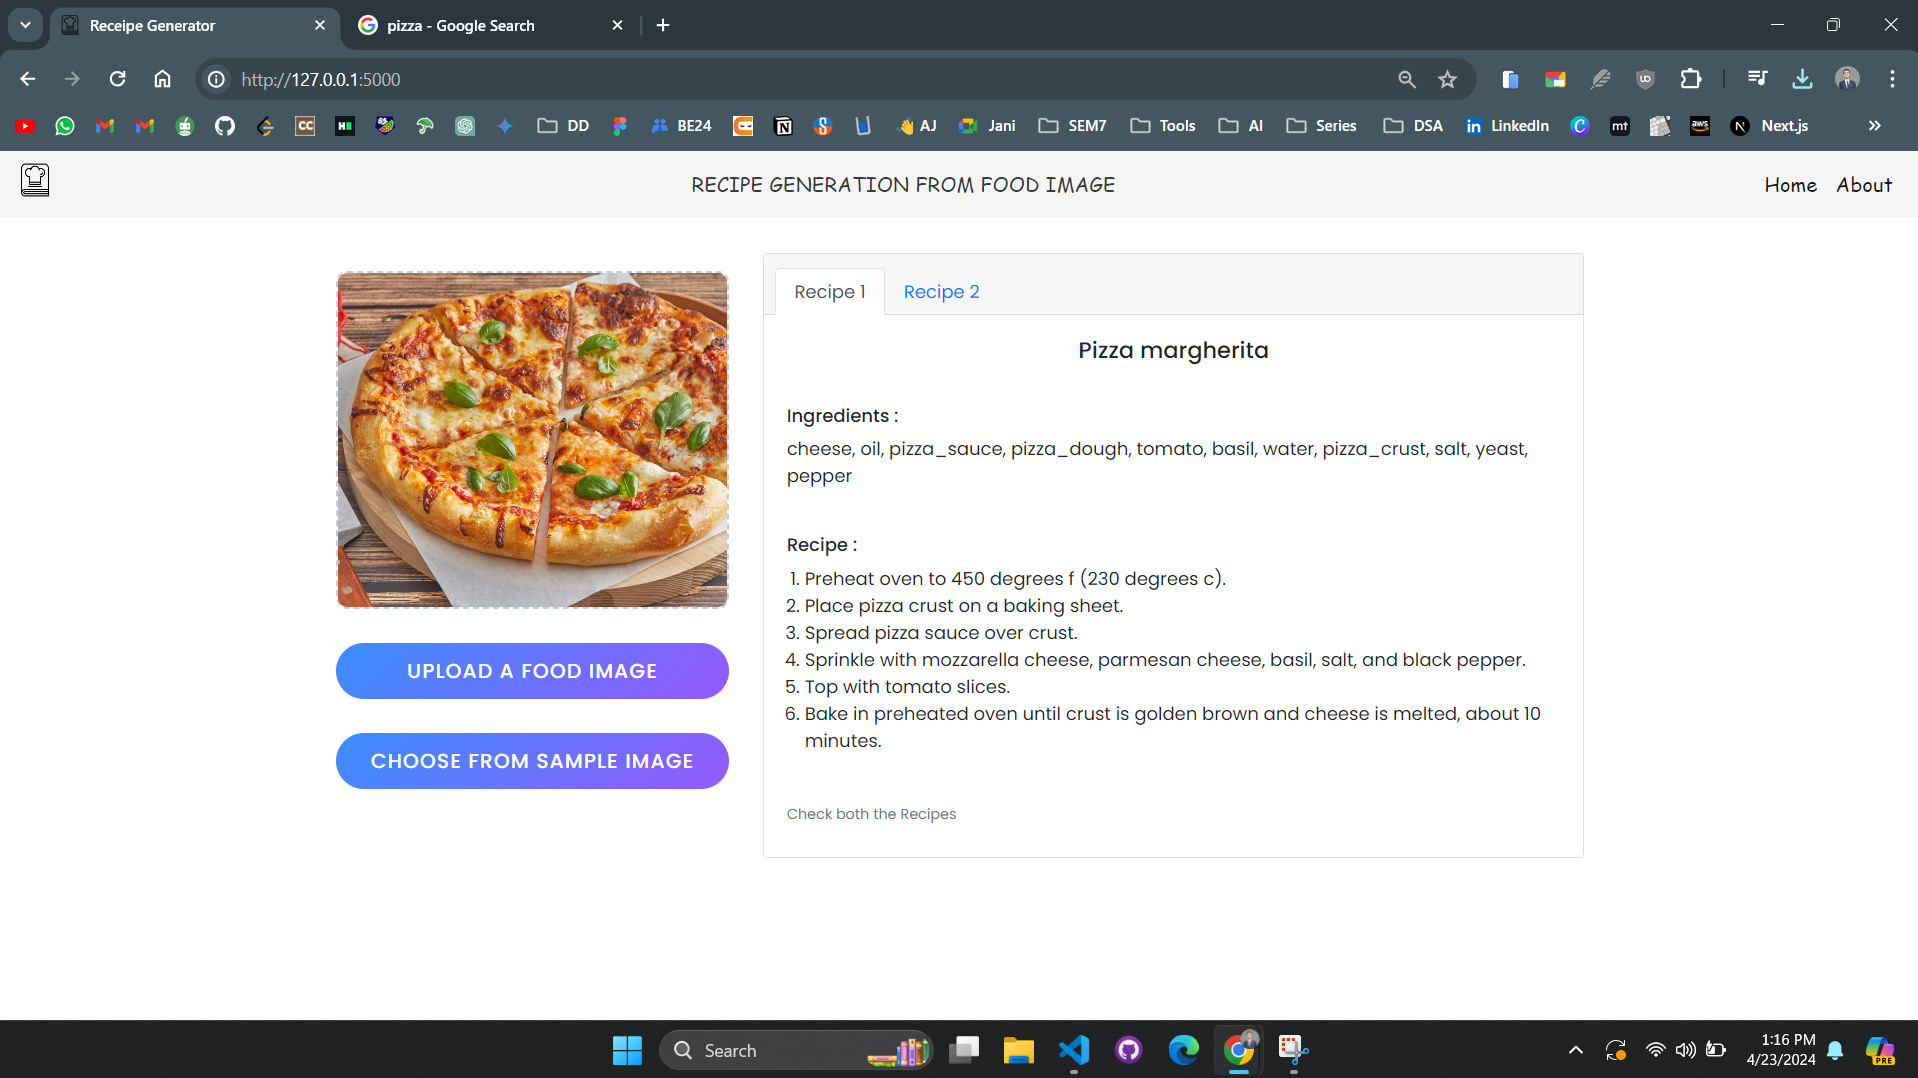 Receipe Generator
pizza - Google Search
http://127.0.0.1:5000
DD
BE24
AJ
Jani
SEM7
Tools
AI
Series
DSA
LinkedIn
Next.js
RECIPE GENERATION FROM FOOD IMAGE
Home
About
Recipe 1
Recipe 2
Pizza margherita
Ingredients :
cheese, oil, pizza_sauce, pizza_dough, tomato, basil, water, pizza_crust, salt, yeast,
pepper
Recipe :
1. Preheat oven to 450 degrees f (230 degrees c).
2. Place pizza crust on a baking sheet.
3. Spread pizza sauce over crust.
4. Sprinkle with mozzarella cheese, parmesan cheese, basil, salt, and black pepper.
5. Top with tomato slices.
6. Bake in preheated oven until crust is golden brown and cheese is melted, about 10
minutes.
Check both the Recipes
UPLOAD A FOOD IMAGE
CHOOSE FROM SAMPLE IMAGE
Search
1:16 PM
4/23/2024
PRE